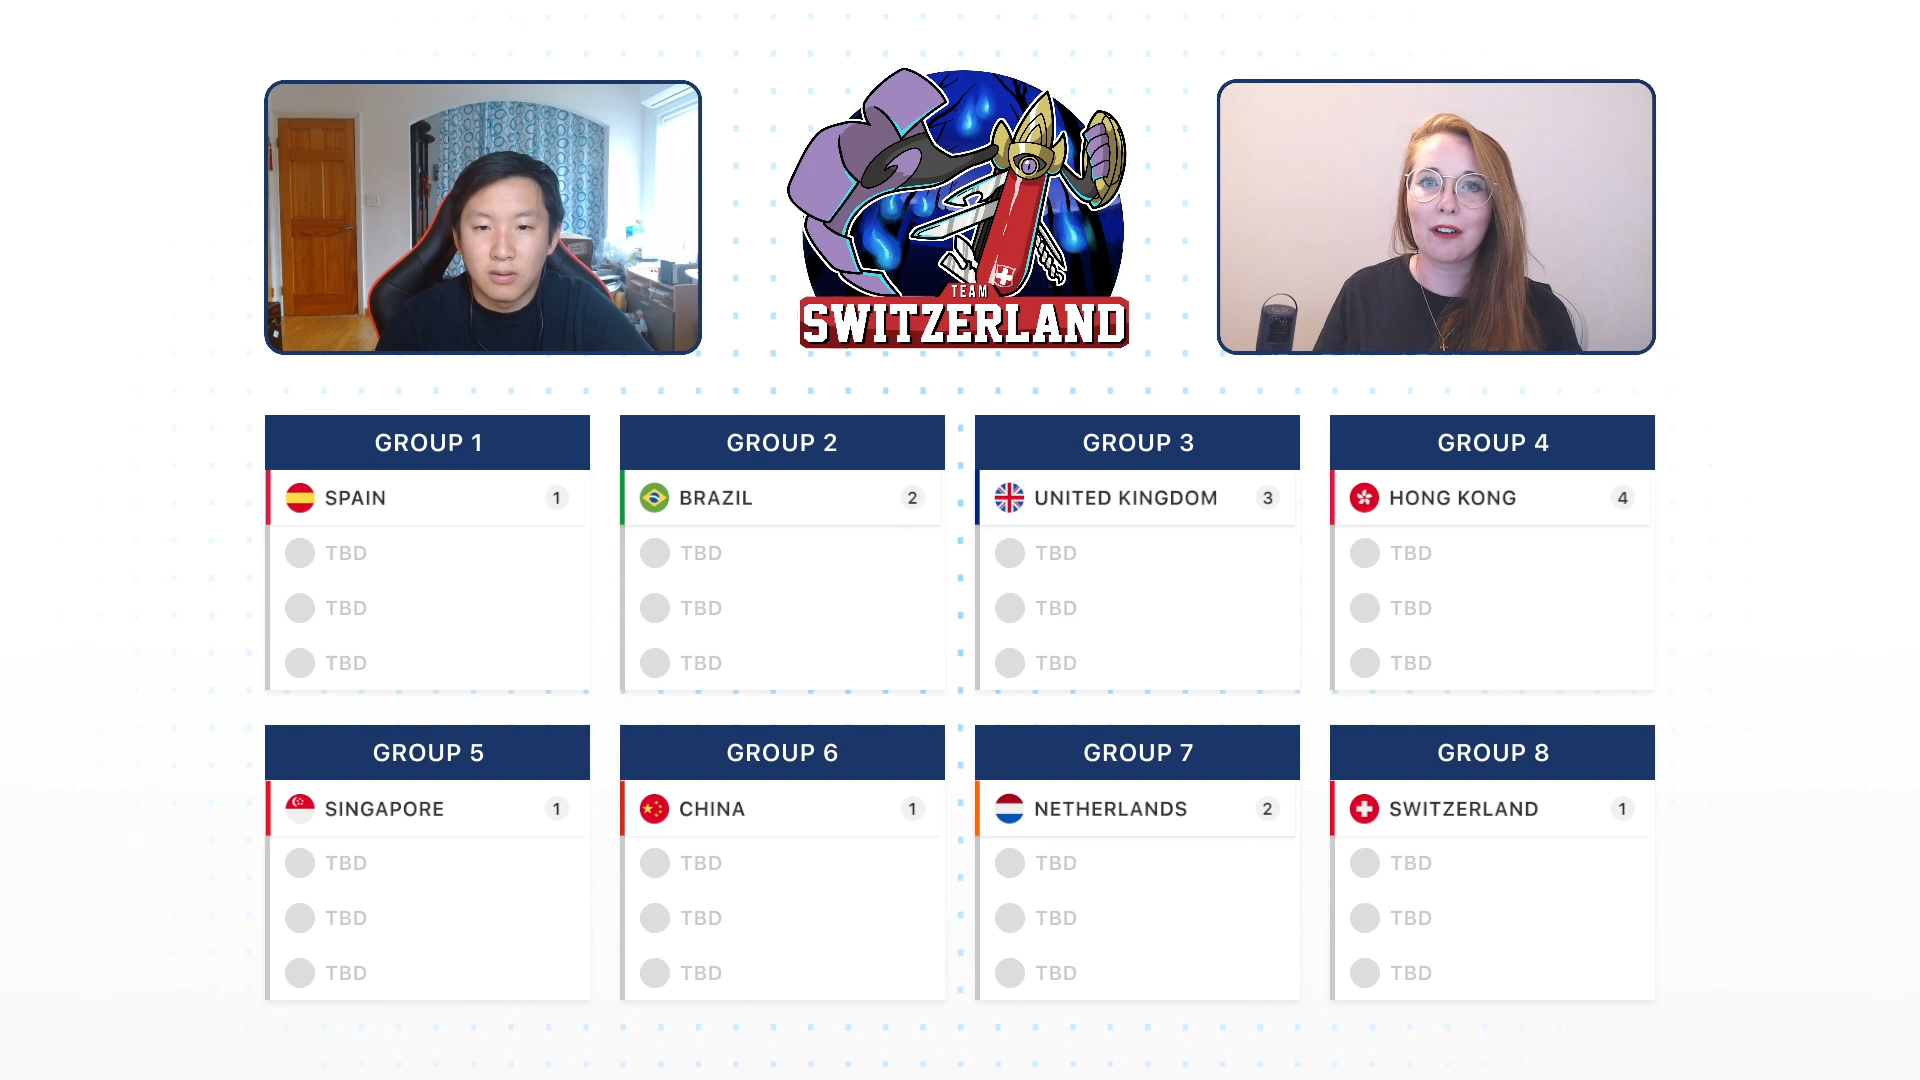 TEAM
SWITZERLAND
GROUP 1
SPAIN 1
TBD
TBD
TBD
GROUP 2
BRAZIL 2
TBD
TBD
TBD
GROUP 3
UNITED KINGDOM 3
TBD
TBD
TBD
GROUP 4
HONG KONG 4
TBD
TBD
TBD
GROUP 5
SINGAPORE 1
TBD
TBD
TBD
GROUP 6
CHINA 1
TBD
TBD
TBD
GROUP 7
NETHERLANDS 2
TBD
TBD
TBD
GROUP 8
SWITZERLAND 1
TBD
TBD
TBD